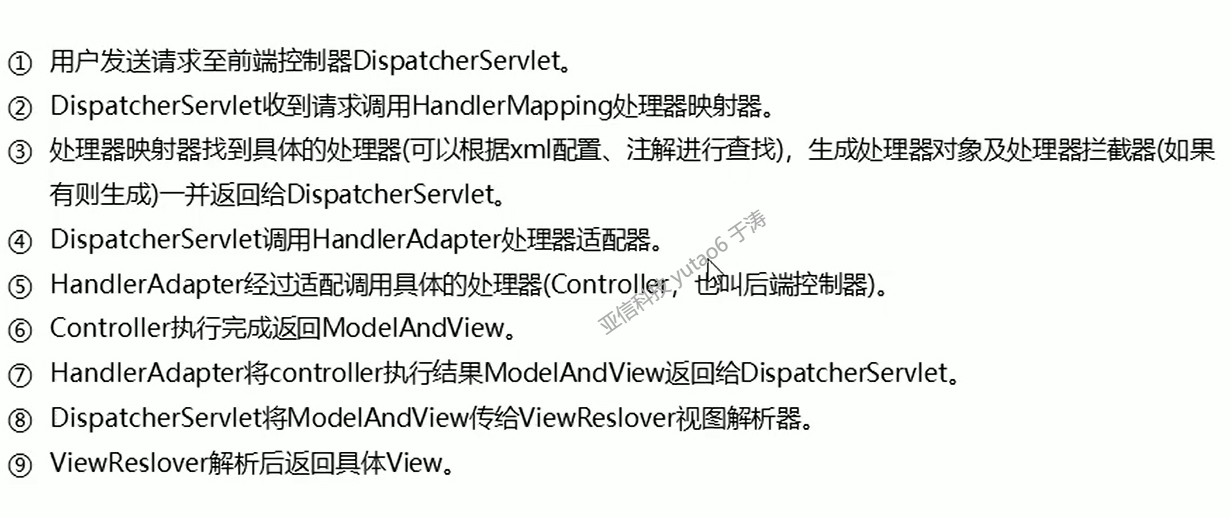 ① 用户发送请求至前端控制器DispatcherServlet。
② DispatcherServlet收到请求调用HandlerMapping处理器映射器。
③ 处理器映射器找到具体的处理器(可以根据xml配置、注解进行查找)，生成处理器对象及处理器拦截器(如果
有则生成)一并返回给DispatcherServlet。
④ DispatcherServlet调用HandlerAdapter处理器适配器。
⑤ HandlerAdapter经过适配调用具体的处理器(Controller，也叫后端控制器)。
⑥ Controller执行完成返回ModelAndView。
⑦ HandlerAdapter将controller执行结果ModelAndView返回给DispatcherServlet。
⑧ DispatcherServlet将ModelAndView传给ViewReslover视图解析器。
⑨ ViewReslover解析后返回具体View。
亚信科技 yutao6 于涛